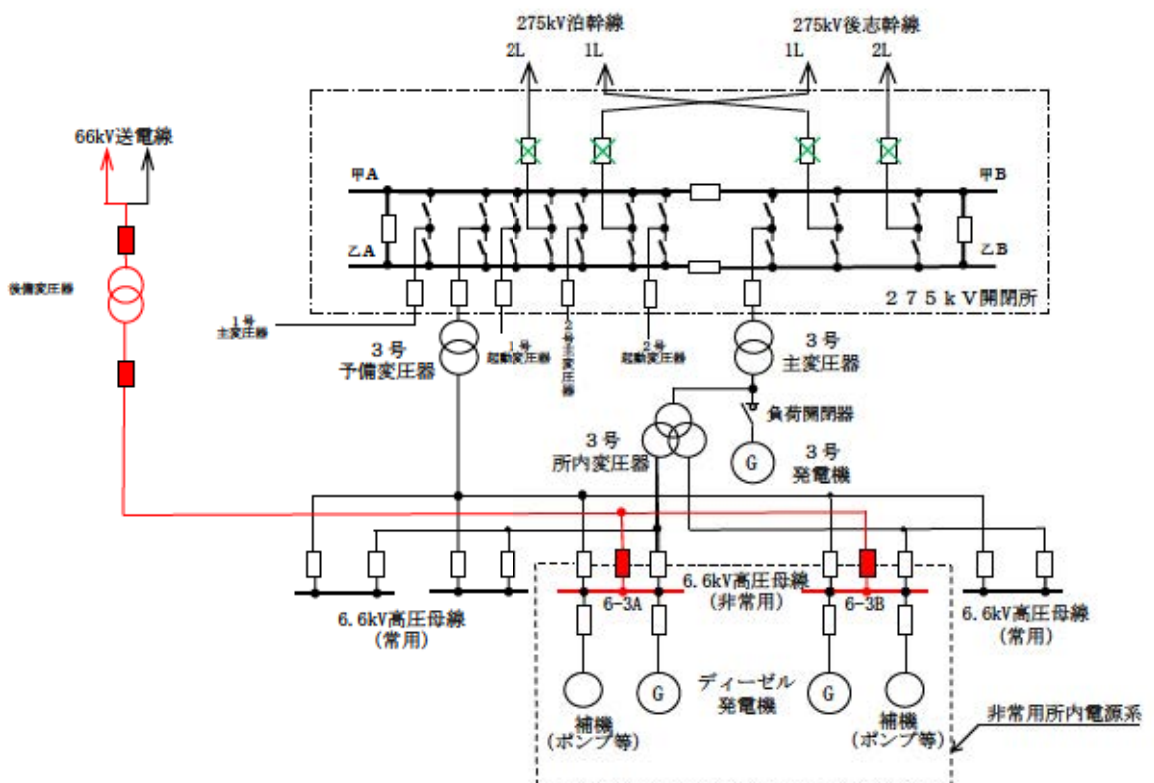 275kV泊幹線
275kV後志幹線
2L
1L
1L
2L
66kV送電線
甲A
甲B
乙A
乙B
後備変圧器
275kV開閉所
1号
主変圧器
3号
予備変圧器
1号
起動変圧器
2号主変圧器
2号
起動変圧器
3号
主変圧器
負荷開閉器
3号
所内変圧器
G
3号
発電機
6.6kV高圧母線
(非常用)
6-3A
6-3B
6.6kV高圧母線
(常用)
6.6kV高圧母線
(常用)
G
ディーゼル
発電機
G
補機
(ポンプ等)
補機
(ポンプ等)
非常用所内電源系